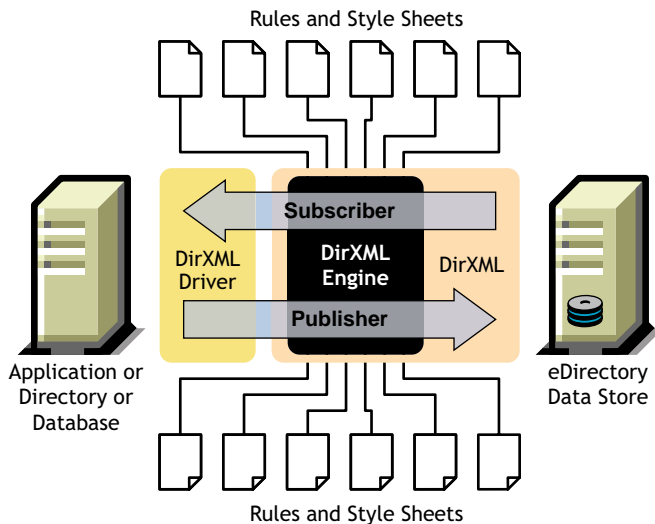 Rules and Style Sheets
Subscriber
DirXML
Driver
DirXML
Engine
DirXML
Publisher
Application or
Directory or
Database
eDirectory
Data Store
Rules and Style Sheets